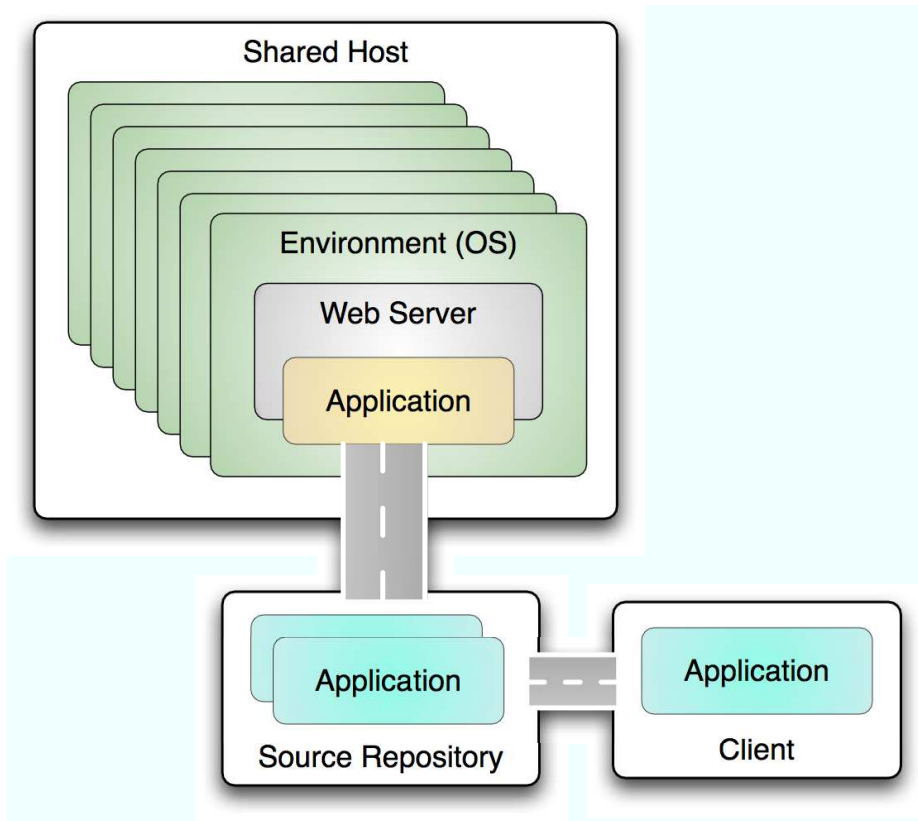 Shared Host
Environment (OS)
Web Server
Application
Application
Source Repository
Application
Client